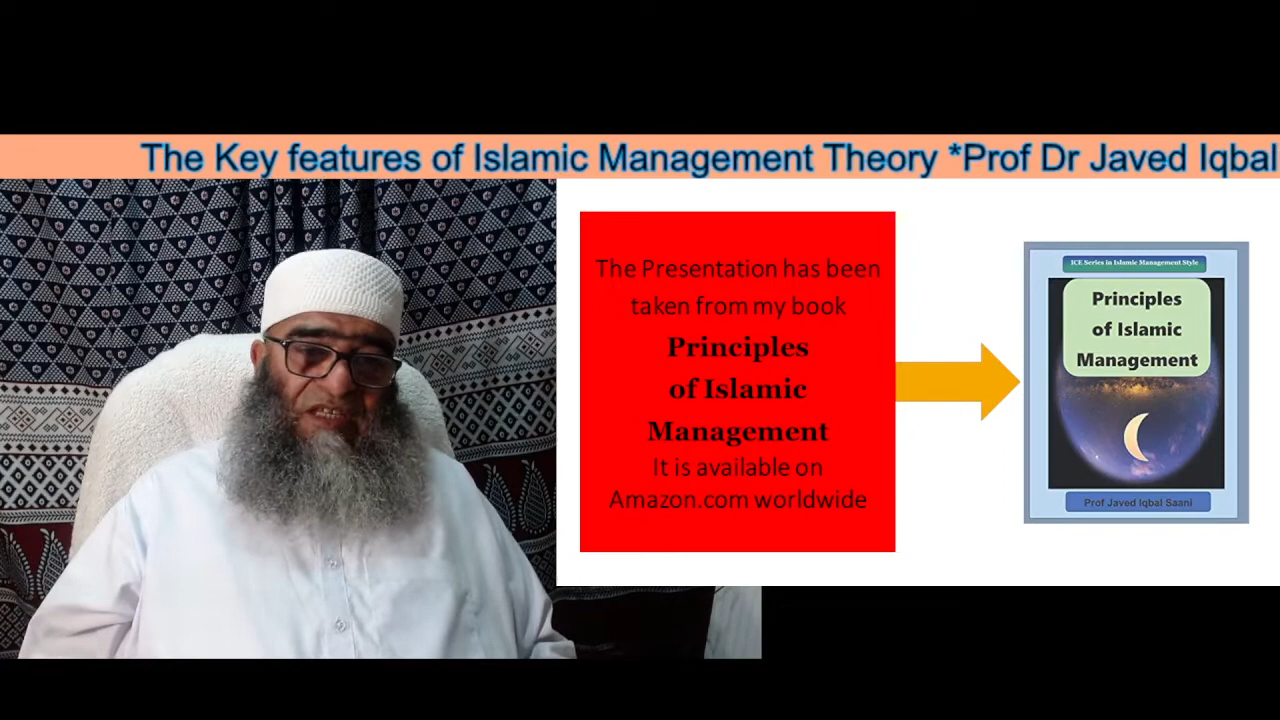 The Key features of Islamic Management Theory *Prof Dr Javed Iqbal
The Presentation has been
taken from my book
Principles
of Islamic
Management
It is available on
Amazon.com worldwide
ICE Series in Islamic Management Style
Principles
of Islamic
Management
Prof Javed Iqbal Saani